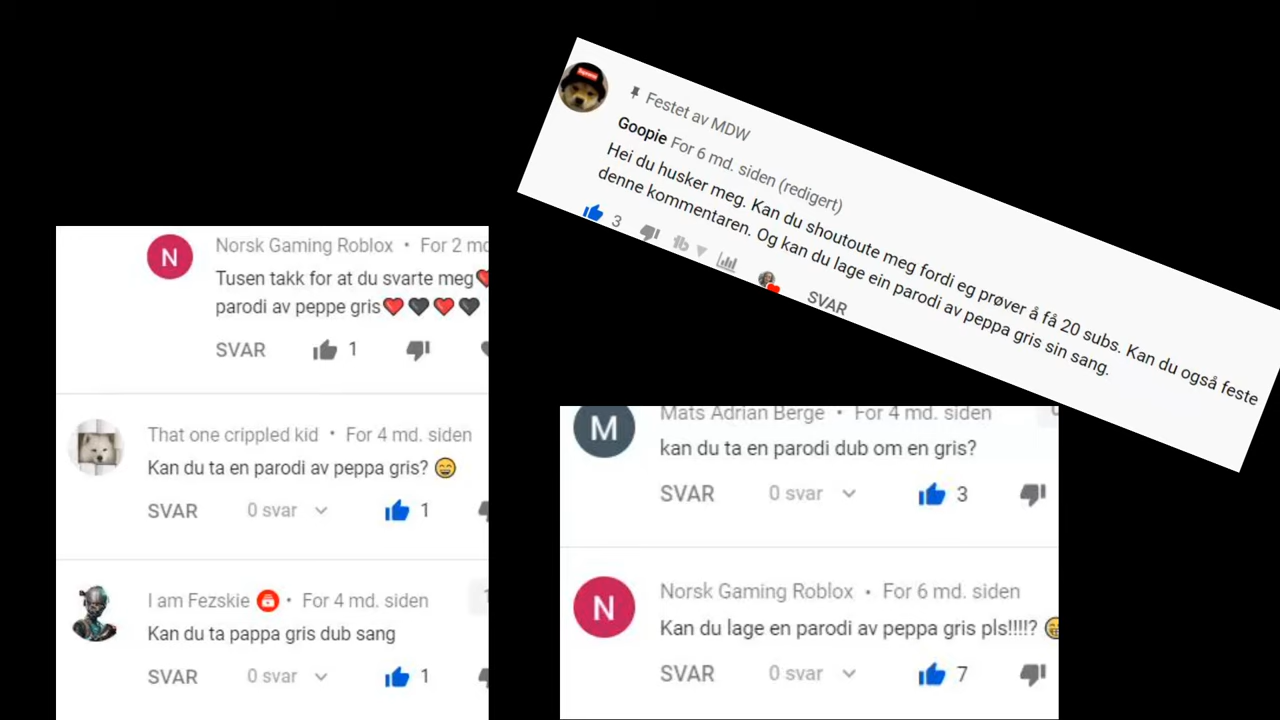 Festet av MDW
Goopie For 6 md. siden (redigert)
Hei du husker meg. Kan du shoutoute meg fordi eg prøver å få 20 subs. Kan du også feste
denne kommentaren. Og kan du lage ein parodi av peppa gris sin sang.
3
SVAR
N
Norsk Gaming Roblox • For 2
Tusen takk for at du svarte meg
parodi av peppe gris
SVAR 1
That one crippled kid • For 4 md. siden
Kan du ta en parodi av peppa gris?
SVAR 0 svar 1
I am Fezskie • For 4 md. siden
Kan du ta pappa gris dub sang
SVAR 0 svar 1
M
Mats Adrian Berge • For 4 md. siden
kan du ta en parodi dub om en gris?
SVAR 0 svar 3
N
Norsk Gaming Roblox • For 6 md. siden
Kan du lage en parodi av peppa gris pls!!!!?
SVAR 0 svar 7